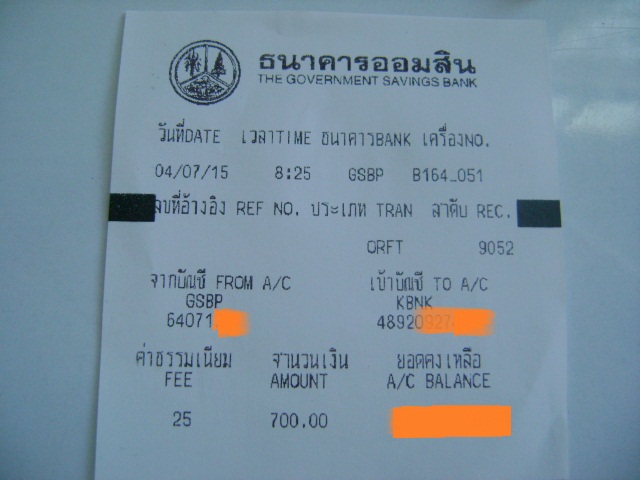 ธนาคารออมสิน
THE GOVERNMENT SAVINGS BANK
วันที่DATE เวลาTIME ธนาคารBANK เครื่องNO.
04/07/15 8:25 GSBP B164_051
ลขที่อ้างอิง REF NO. ประเภท TRAN ลาดับ REC.
ORFT 9052
จากบัญชี FROM A/C เข้าบัญชี TO A/C
GSBP KBNK
64071 48920
ค่าธรรมเนียม จานวนเงิน ยอดคงเหลือ
FEE AMOUNT A/C BALANCE
25 700.00